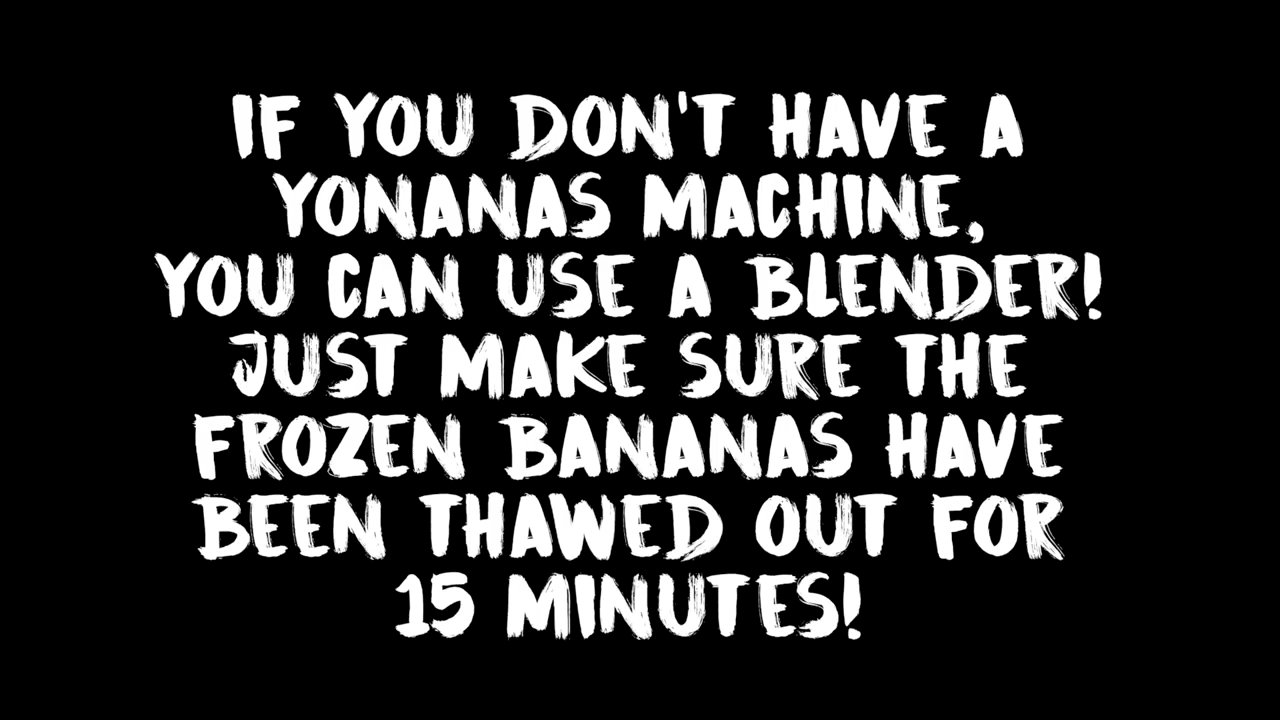 IF YOU DON'T HAVE A
YONANAS MACHINE,
YOU CAN USE A BLENDER!
JUST MAKE SURE THE
FROZEN BANANAS HAVE
BEEN THAWED OUT FOR
15 MINUTES!